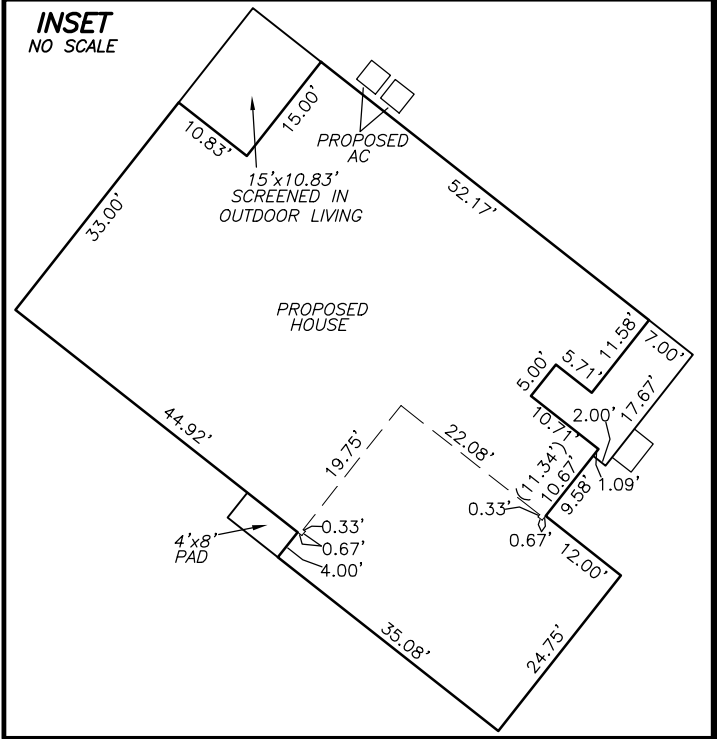 INSET
NO SCALE
10.83'
15.00'
PROPOSED
AC
15'x10.83'
SCREENED IN
OUTDOOR LIVING
52.17'
33.00'
PROPOSED
HOUSE
11.58'
7.00'
5.71'
5.00'
17.67'
2.00'
10.71'
44.92'
19.75'
22.08'
(11.34')
10.67'
9.58'
1.09'
0.33'
0.67'
0.33'
0.67'
4.00'
4'x8'
PAD
12.00'
35.08'
24.75'